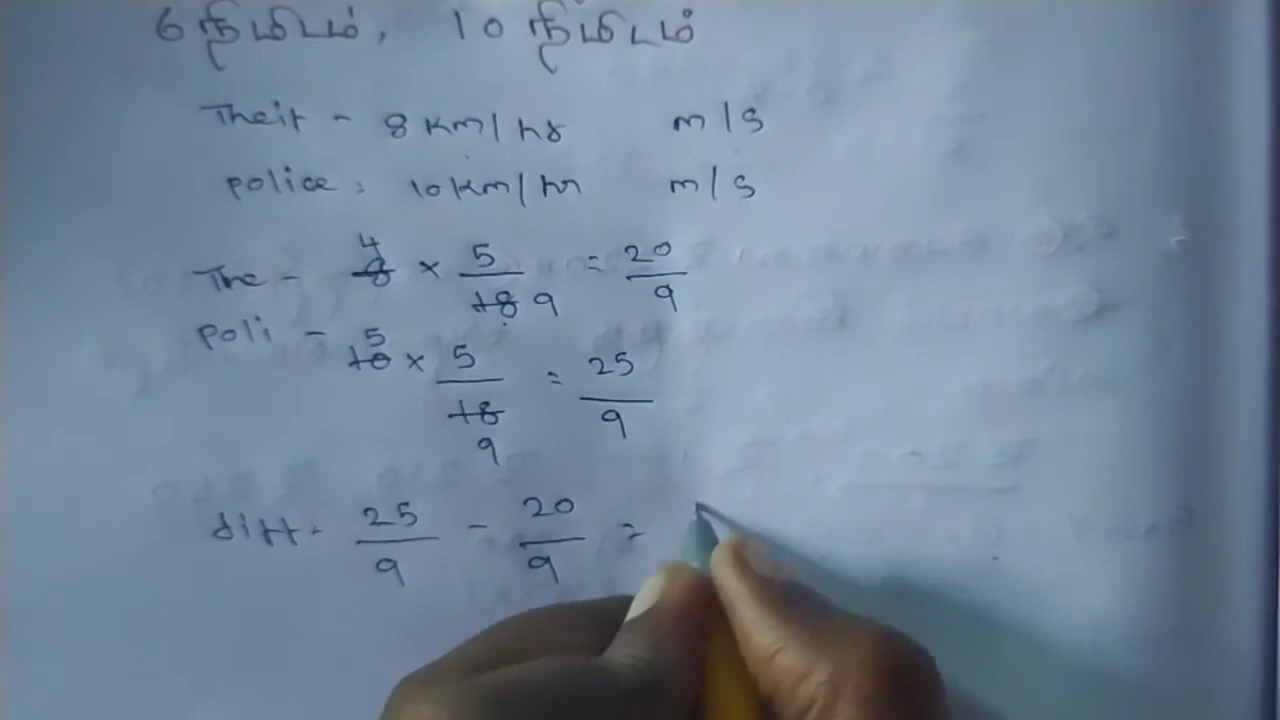 6 நிமிடம், 10 நிமிடம்
Theit - 8 km/hr m/s
police : 10 km/hr m/s
The - 8 4 × 5/18 9 = 20/9
poli - 10 5 × 5/18 9 = 25/9
diff - 25/9 - 20/9 =